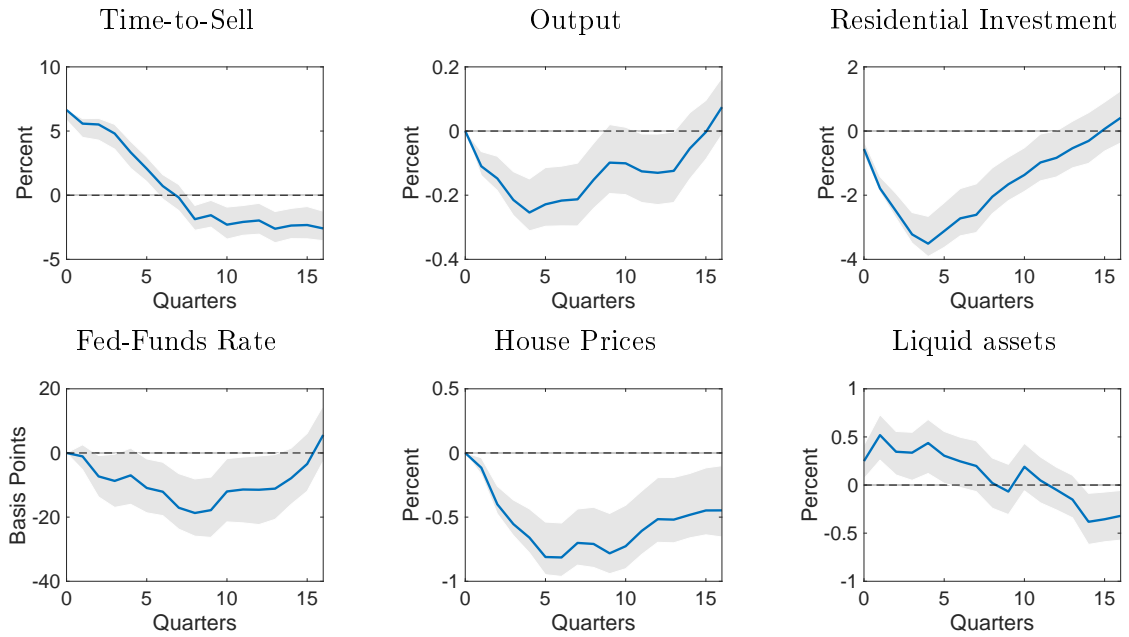 Time-to-Sell
Output
Residential Investment
10
5
0
-5
0
5
10
15
Percent
Quarters
0.2
0
-0.2
-0.4
0
5
10
15
Percent
Quarters
2
0
-2
-4
0
5
10
15
Percent
Quarters
Fed-Funds Rate
House Prices
Liquid assets
20
0
-20
-40
0
5
10
15
Basis Points
Quarters
0.5
0
-0.5
-1
0
5
10
15
Percent
Quarters
1
0.5
0
-0.5
-1
0
5
10
15
Percent
Quarters